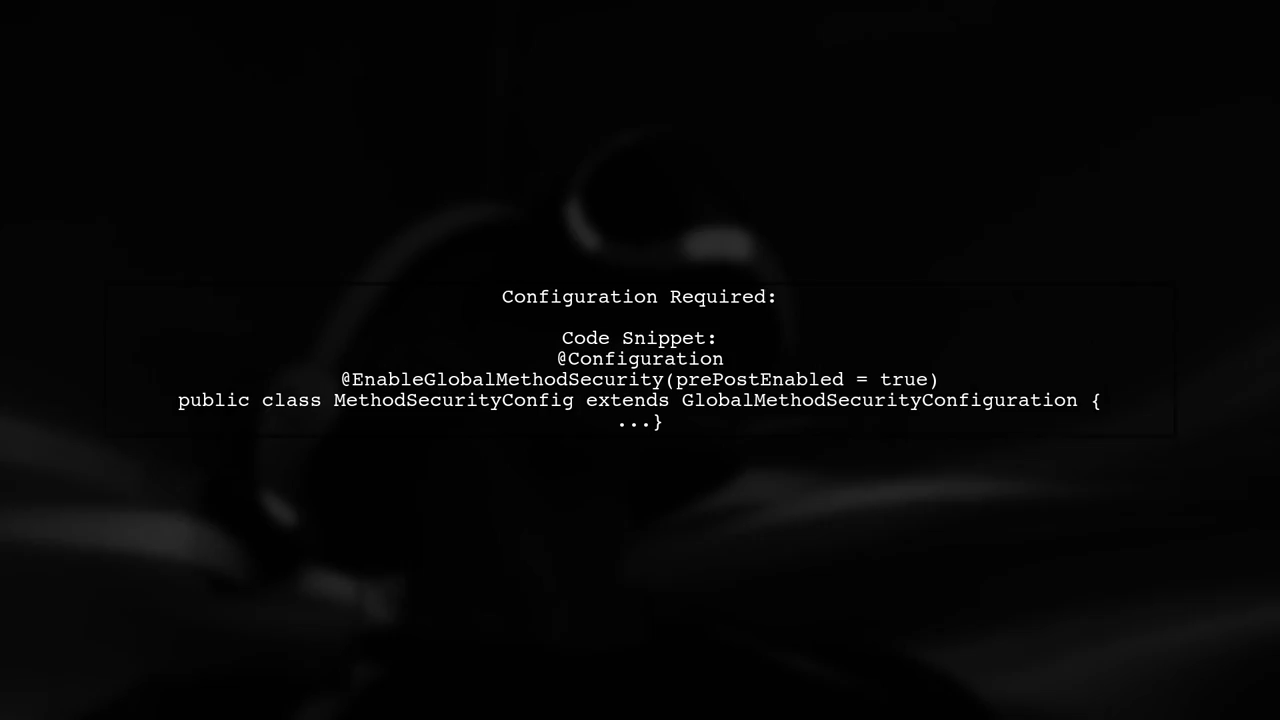 Configuration Required:
Code Snippet:
@Configuration
@EnableGlobalMethodSecurity(prePostEnabled = true)
public class MethodSecurityConfig extends GlobalMethodSecurityConfiguration {
...}